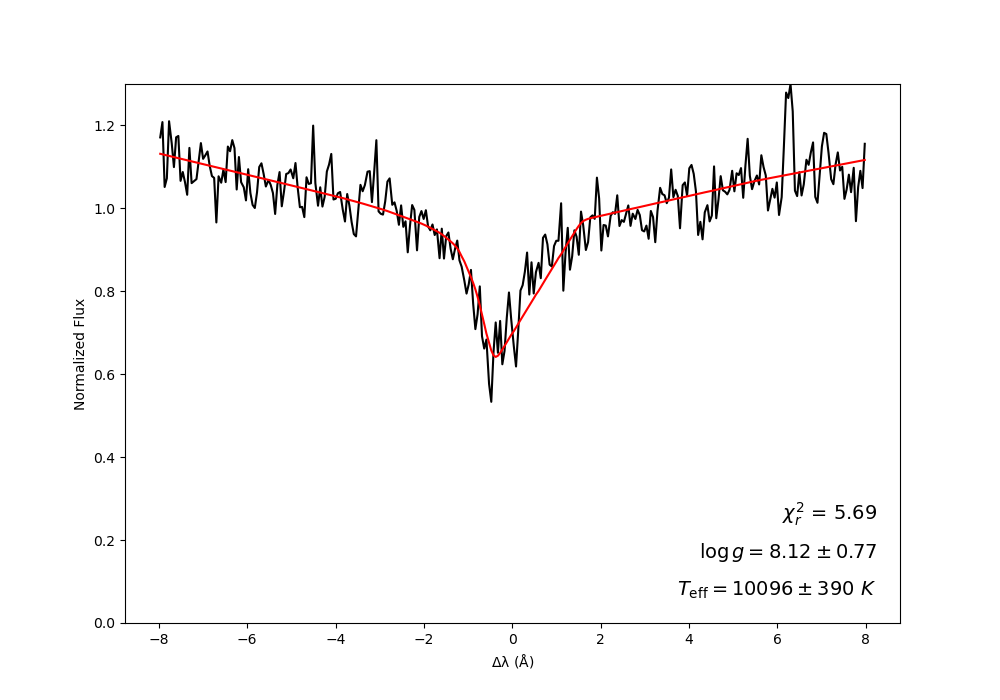 Normalized Flux
1.2
1.0
0.8
0.6
0.4
0.2
0.0
χ²ᵣ = 5.69
log g = 8.12 ± 0.77
T_eff = 10096 ± 390 K
−8 −6 −4 −2 0 2 4 6 8
Δλ (Å)